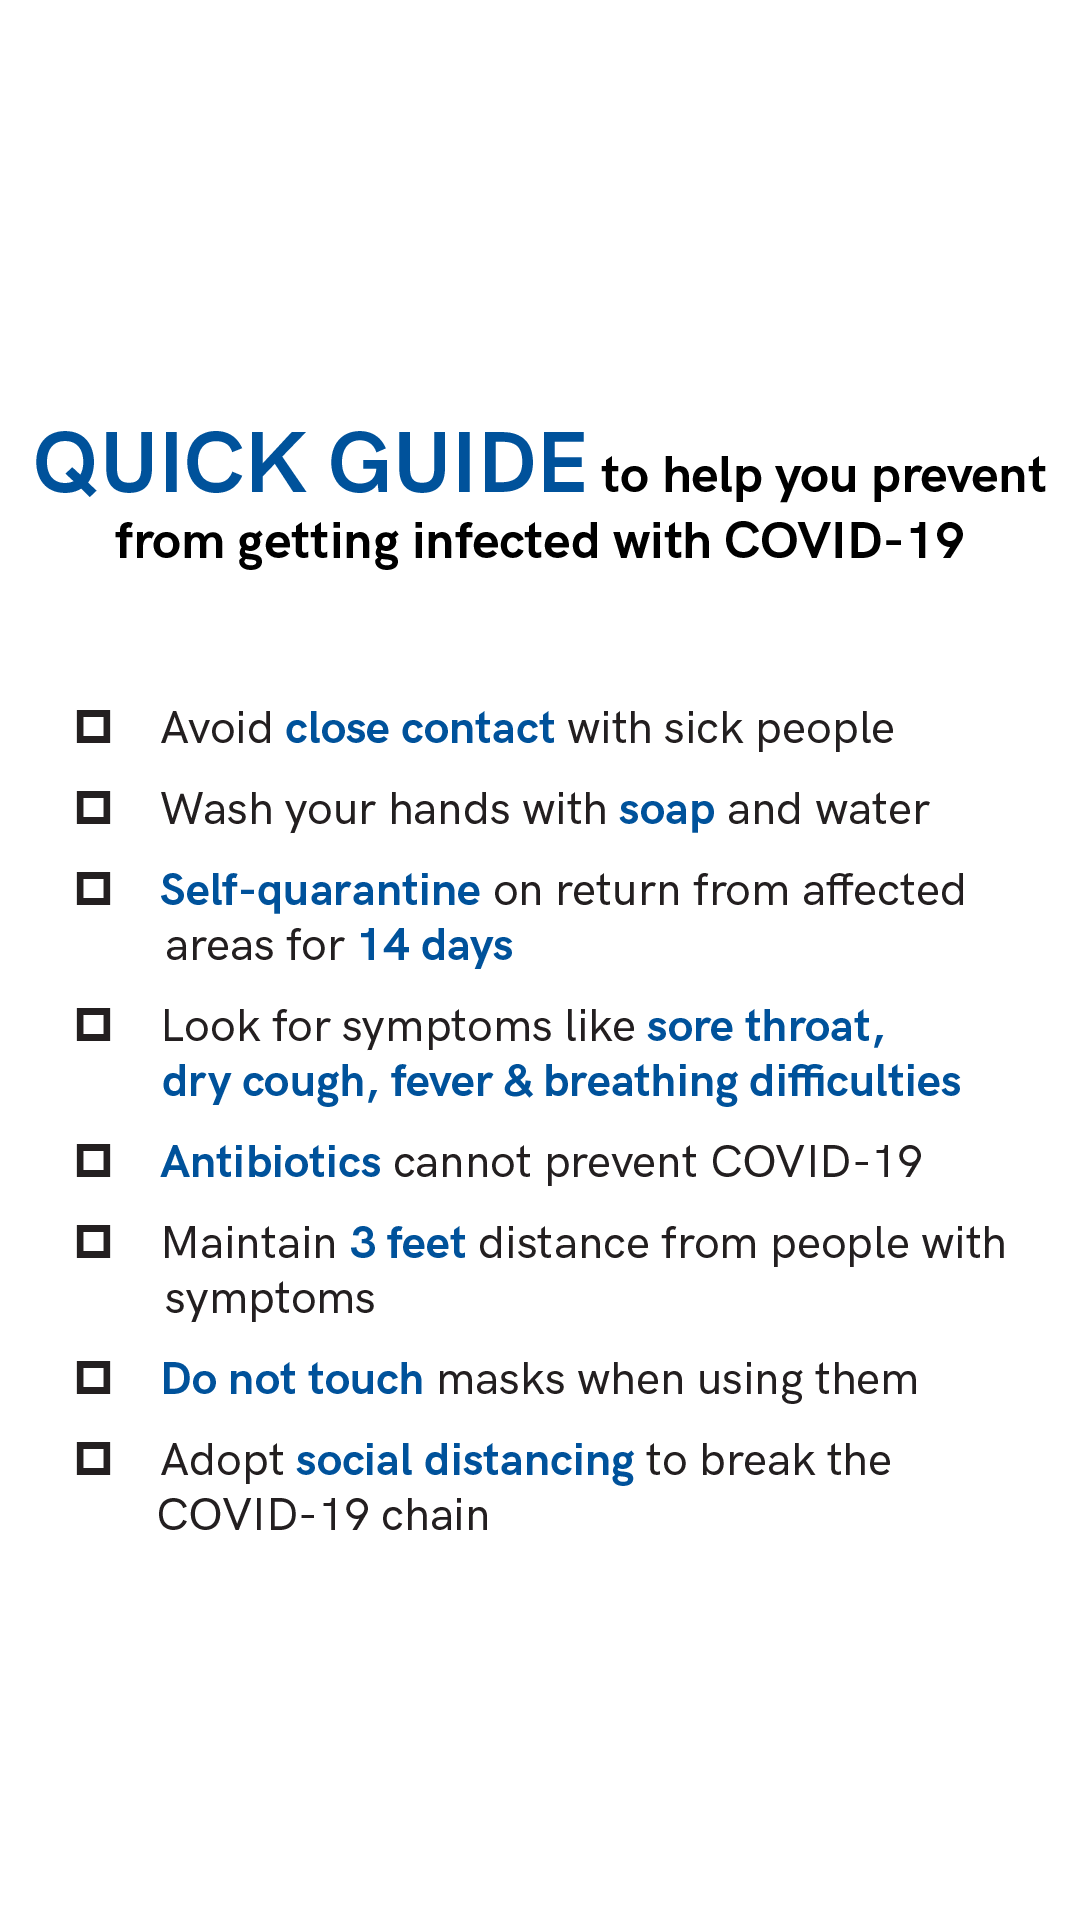 QUICK GUIDE to help you prevent
from getting infected with COVID-19
Avoid close contact with sick people
Wash your hands with soap and water
Self-quarantine on return from affected
areas for 14 days
Look for symptoms like sore throat,
dry cough, fever & breathing difficulties
Antibiotics cannot prevent COVID-19
Maintain 3 feet distance from people with
symptoms
Do not touch masks when using them
Adopt social distancing to break the
COVID-19 chain